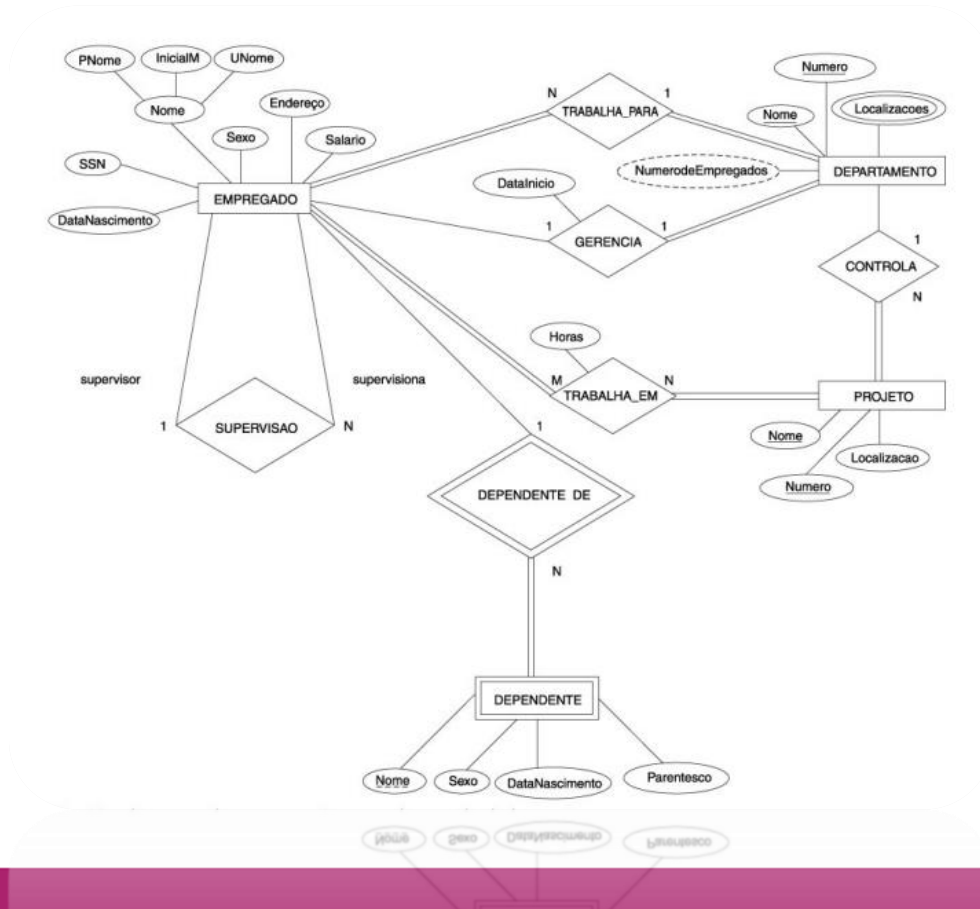 PNome
InicialM
UNome
Nome
Endereço
Sexo
Salario
SSN
DataNascimento
EMPREGADO
N
TRABALHA_PARA
1
Numero
Nome
Localizacoes
NumerodeEmpregados
DEPARTAMENTO
DataInicio
1
GERENCIA
1
1
CONTROLA
N
Horas
M
TRABALHA_EM
N
PROJETO
Nome
Localizacao
Numero
supervisor
supervisiona
1
SUPERVISAO
N
1
DEPENDENTE DE
N
DEPENDENTE
Nome
Sexo
DataNascimento
Parentesco